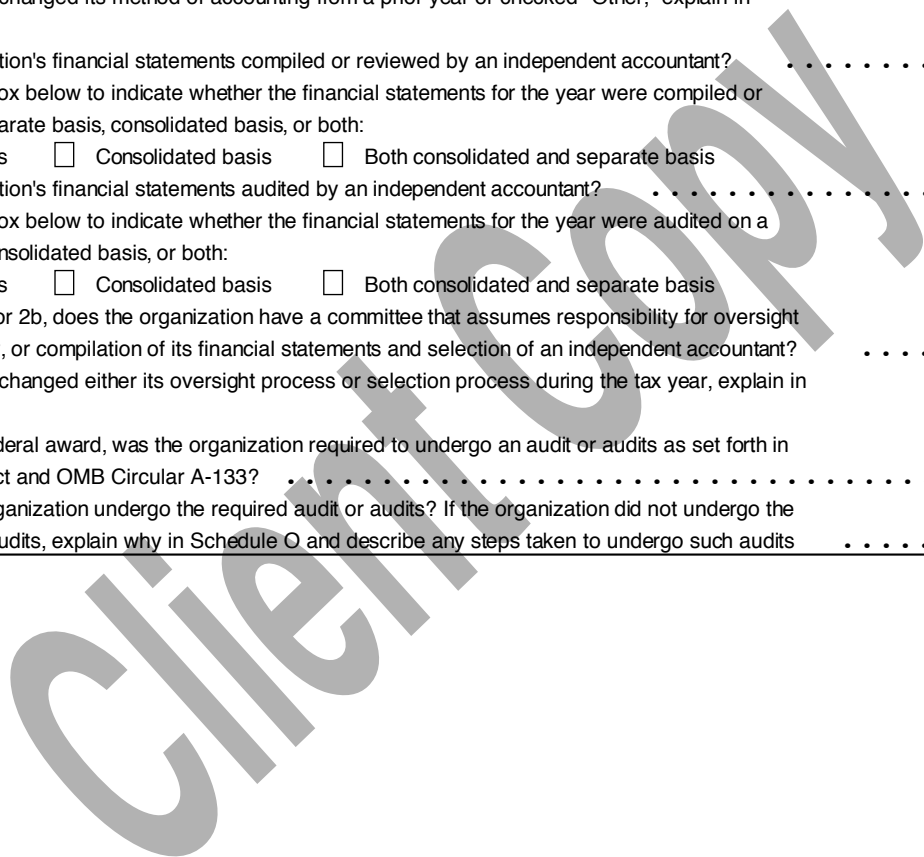 changed its method of accounting from a prior year or checked "Other," explain in
tion's financial statements compiled or reviewed by an independent accountant? . . . . . . . .
ox below to indicate whether the financial statements for the year were compiled or
arate basis, consolidated basis, or both:
s ☐ Consolidated basis ☐ Both consolidated and separate basis
tion's financial statements audited by an independent accountant? . . . . . . . . . . . . . . .
ox below to indicate whether the financial statements for the year were audited on a
nsolidated basis, or both:
s ☐ Consolidated basis ☐ Both consolidated and separate basis
or 2b, does the organization have a committee that assumes responsibility for oversight
, or compilation of its financial statements and selection of an independent accountant? . . . .
changed either its oversight process or selection process during the tax year, explain in
deral award, was the organization required to undergo an audit or audits as set forth in
ct and OMB Circular A-133? . . . . . . . . . . . . . . . . . . . . . . . . . . . . . . . . . .
ganization undergo the required audit or audits? If the organization did not undergo the
udits, explain why in Schedule O and describe any steps taken to undergo such audits . . . . .
Client Copy